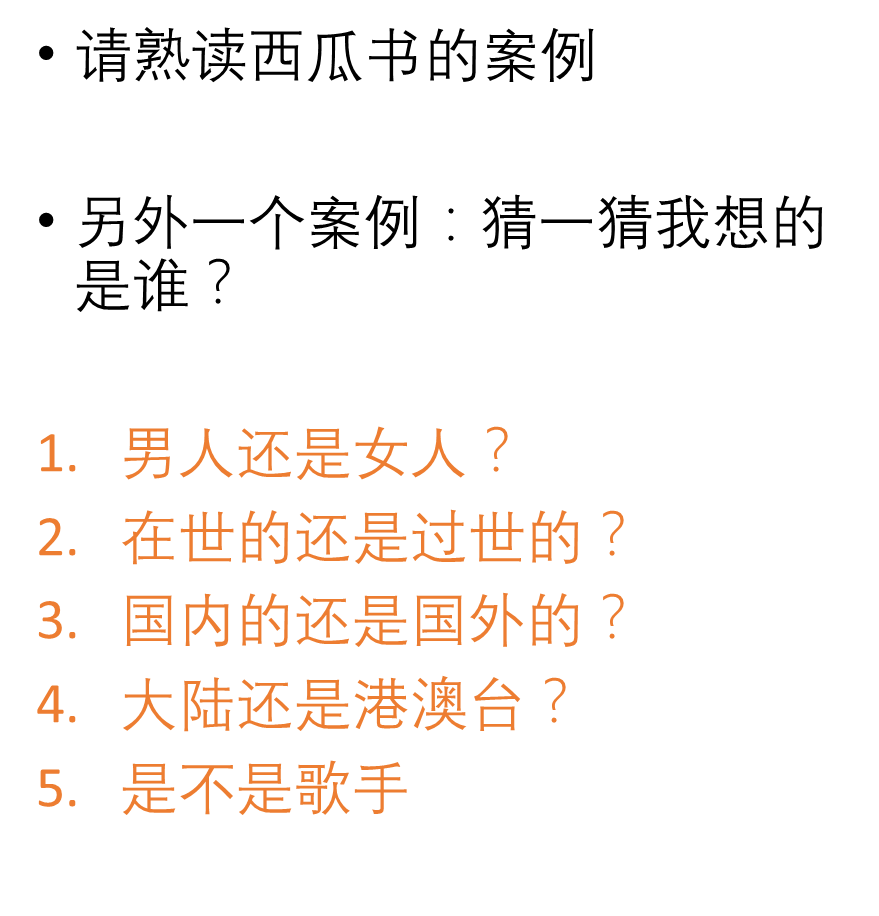 • 请熟读西瓜书的案例
• 另外一个案例：猜一猜我想的
是谁？
1. 男人还是女人？
2. 在世的还是过世的？
3. 国内的还是国外的？
4. 大陆还是港澳台？
5. 是不是歌手